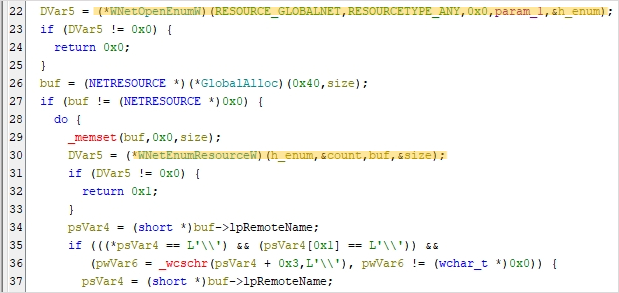 22 DVar5 = (*WNetOpenEnumW)(RESOURCE_GLOBALNET,RESOURCETYPE_ANY,0x0,param_1,&h_enum);
23 if (DVar5 != 0x0) {
24 return 0x0;
25 }
26 buf = (NETRESOURCE *)(*GlobalAlloc)(0x40,size);
27 if (buf != (NETRESOURCE *)0x0) {
28 do {
29 _memset(buf,0x0,size);
30 DVar5 = (*WNetEnumResourceW)(h_enum,&count,buf,&size);
31 if (DVar5 != 0x0) {
32 return 0x1;
33 }
34 psVar4 = (short *)buf->lpRemoteName;
35 if (((*psVar4 == L'\\') && (psVar4[0x1] == L'\\')) &&
36 (pwVar6 = _wcschr(psVar4 + 0x3,L'\\'), pwVar6 != (wchar_t *)0x0)) {
37 psVar4 = (short *)buf->lpRemoteName;